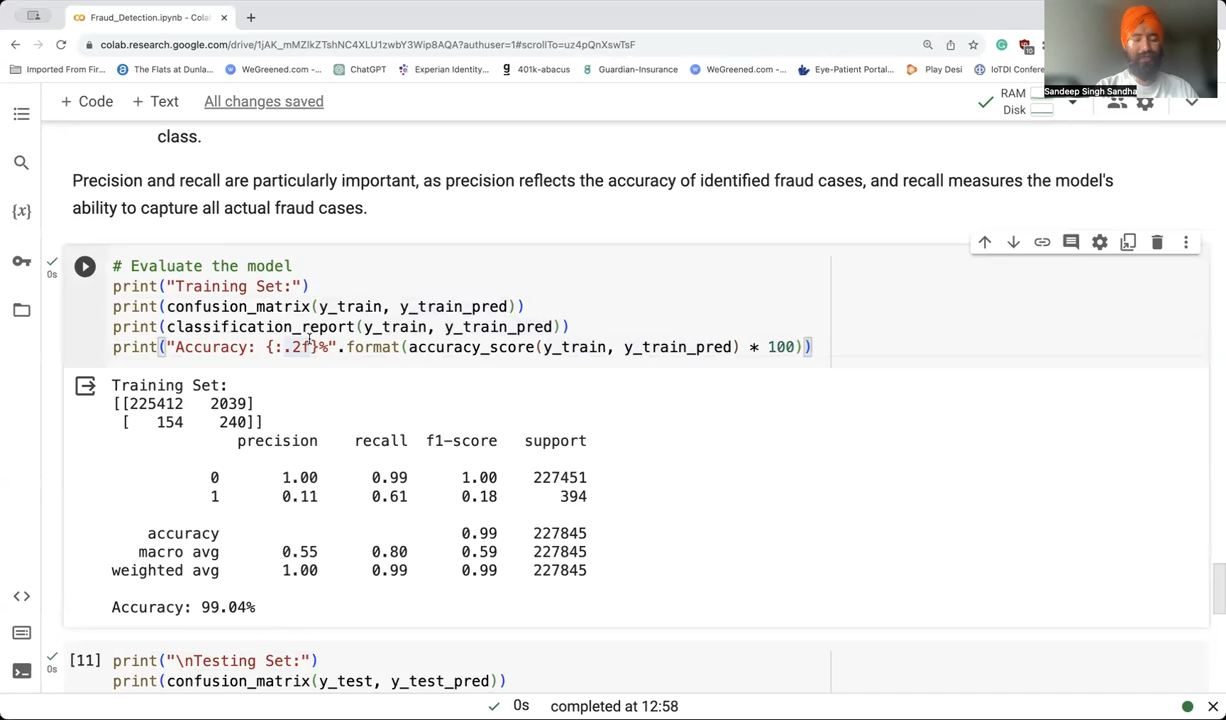 Fraud_Detection.ipynb - Colab
colab.research.google.com/drive/1jAK_mMZlkZTshNC4XLU1zwbY3Wip8AQA?authuser=1#scrollTo=uz4pQnXswTsF
Imported From Fir... The Flats at Dunla... WeGreened.com -... ChatGPT Experian Identity... 401k-abacus Guardian-Insurance WeGreened.com -... Eye-Patient Portal... Play Desi IoTDI Conferen
Sandeep Singh Sandha
+ Code + Text All changes saved
RAM
Disk
class.
Precision and recall are particularly important, as precision reflects the accuracy of identified fraud cases, and recall measures the model's
ability to capture all actual fraud cases.
0s
# Evaluate the model
print("Training Set:")
print(confusion_matrix(y_train, y_train_pred))
print(classification_report(y_train, y_train_pred))
print("Accuracy: {:.2f}%".format(accuracy_score(y_train, y_train_pred) * 100))
Training Set:
[[225412 2039]
[ 154 240]]
precision recall f1-score support
0 1.00 0.99 1.00 227451
1 0.11 0.61 0.18 394
accuracy 0.99 227845
macro avg 0.55 0.80 0.59 227845
weighted avg 1.00 0.99 0.99 227845
Accuracy: 99.04%
0s
[11] print("\nTesting Set:")
print(confusion_matrix(y_test, y_test_pred))
0s completed at 12:58